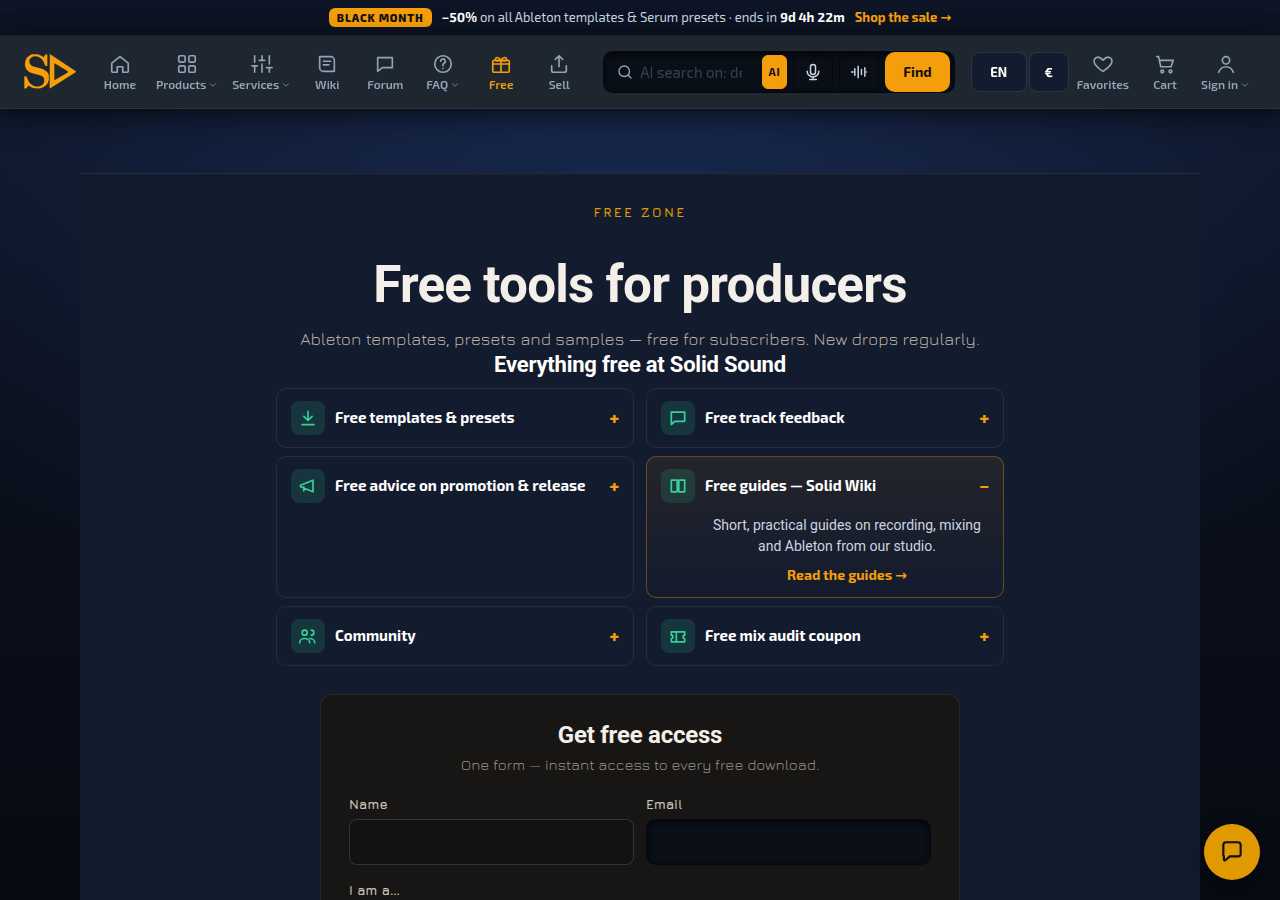 BLACK MONTH −50% on all Ableton templates & Serum presets · ends in 9d 4h 22m Shop the sale →
Home Products Services Wiki Forum FAQ Free Sell
AI search on: dr AI Find EN € Favorites Cart Sign in
FREE ZONE
Free tools for producers
Ableton templates, presets and samples — free for subscribers. New drops regularly.
Everything free at Solid Sound
Free templates & presets +
Free track feedback +
Free advice on promotion & release +
Free guides — Solid Wiki −
Short, practical guides on recording, mixing
and Ableton from our studio.
Read the guides →
Community +
Free mix audit coupon +
Get free access
One form — instant access to every free download.
Name Email
I am a...